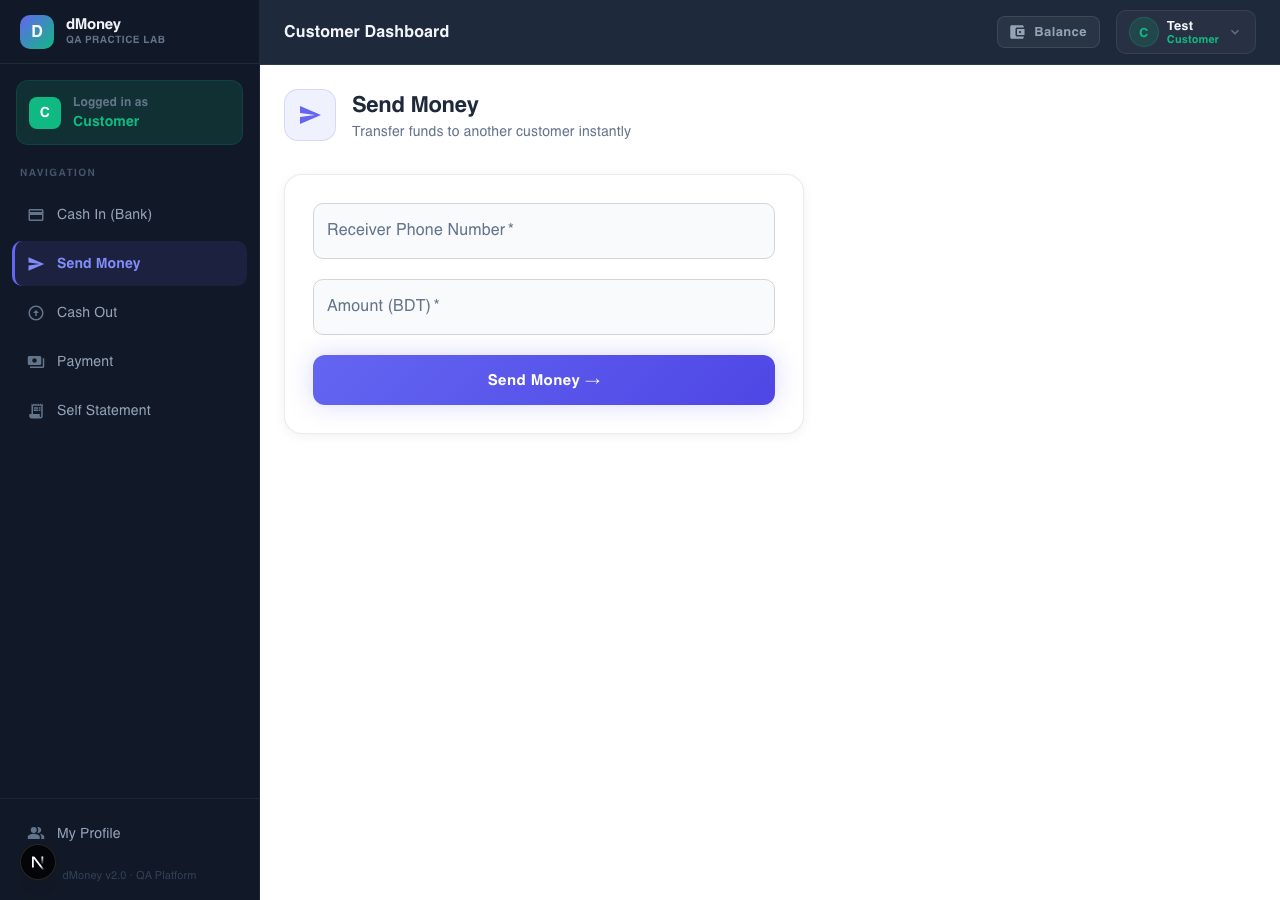 D
dMoney
QA PRACTICE LAB
Customer Dashboard
Balance
C
Test
Customer
C
Logged in as
Customer
NAVIGATION
Cash In (Bank)
Send Money
Cash Out
Payment
Self Statement
Send Money
Transfer funds to another customer instantly
Receiver Phone Number *
Amount (BDT) *
Send Money →
My Profile
N
dMoney v2.0 · QA Platform